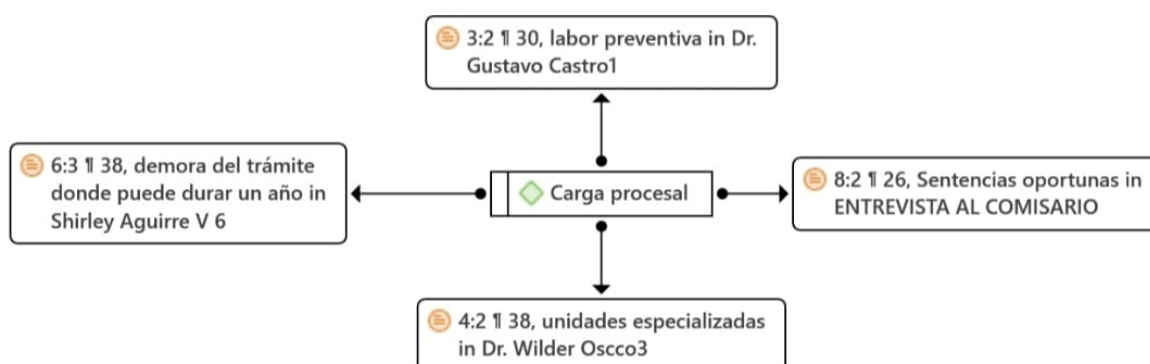 3:2 ¶ 30, labor preventiva in Dr.
Gustavo Castro1
6:3 ¶ 38, demora del trámite
donde puede durar un año in
Shirley Aguirre V 6
Carga procesal
8:2 ¶ 26, Sentencias oportunas in
ENTREVISTA AL COMISARIO
4:2 ¶ 38, unidades especializadas
in Dr. Wilder Oscco3